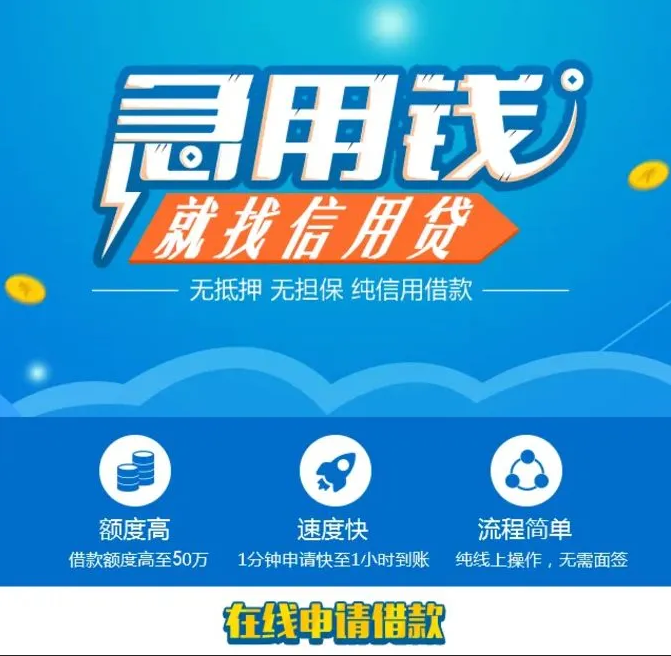 急用钱
就找信用贷
无抵押 无担保 纯信用借款
额度高
借款额度高至50万
速度快
1分钟申请快至1小时到账
流程简单
纯线上操作，无需面签
在线申请借款